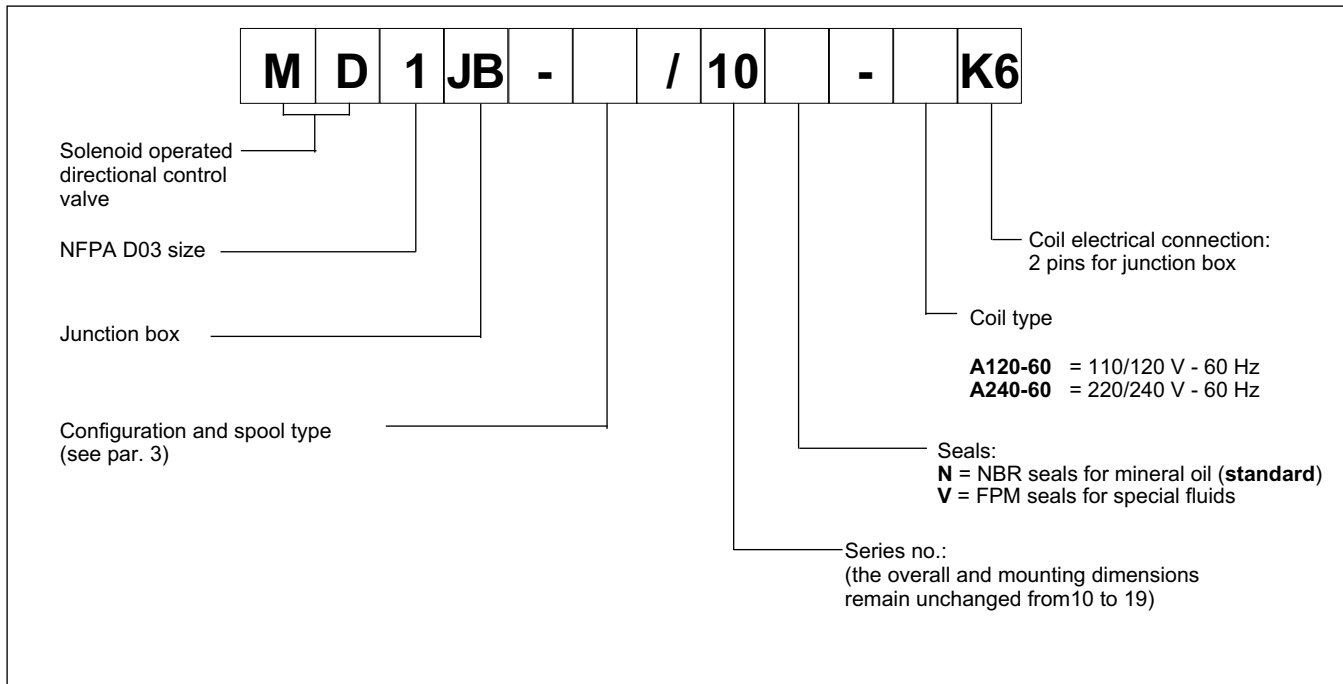 M D 1 JB - / 10 - K6
Solenoid operated
directional control
valve
NFPA D03 size
Junction box
Configuration and spool type
(see par. 3)
Coil electrical connection:
2 pins for junction box
Coil type
A120-60 = 110/120 V - 60 Hz
A240-60 = 220/240 V - 60 Hz
Seals:
N = NBR seals for mineral oil (standard)
V = FPM seals for special fluids
Series no.:
(the overall and mounting dimensions
remain unchanged from10 to 19)